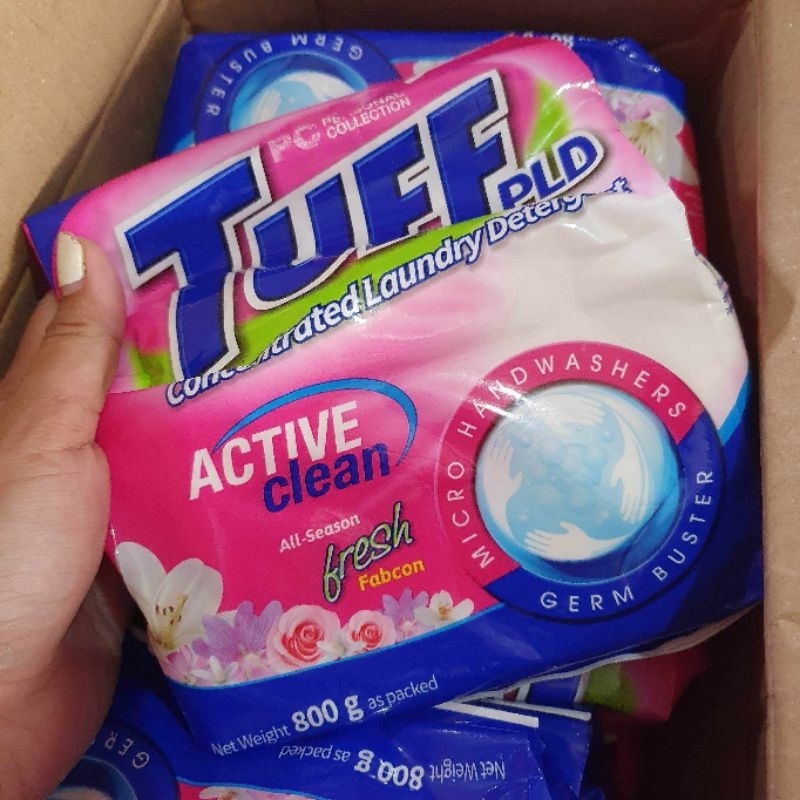 GERM BUSTER
PC PERSONAL
COLLECTION
TUFF
PLD
Concentrated Laundry Detergent
ACTIVE
clean
All-Season
fresh
Fabcon
MICRO HANDWASHERS
GERM BUSTER
Net Weight 800 g as packed
Net Weight 800 g as packed
GER